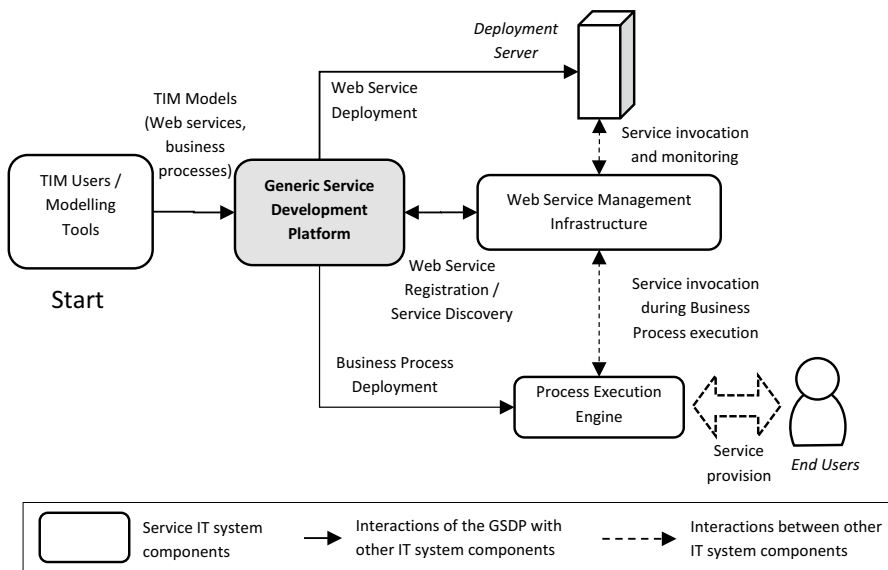 Deployment
Server
Web Service
Deployment
TIM Models
(Web services,
business
processes)
Service invocation
and monitoring
TIM Users /
Modelling
Tools
Generic Service
Development
Platform
Web Service Management
Infrastructure
Start
Web Service
Registration /
Service Discovery
Service invocation
during Business
Process execution
Business Process
Deployment
Process Execution
Engine
Service
provision
End Users
Service IT system
components
Interactions of the GSDP with
other IT system components
Interactions between other
IT system components